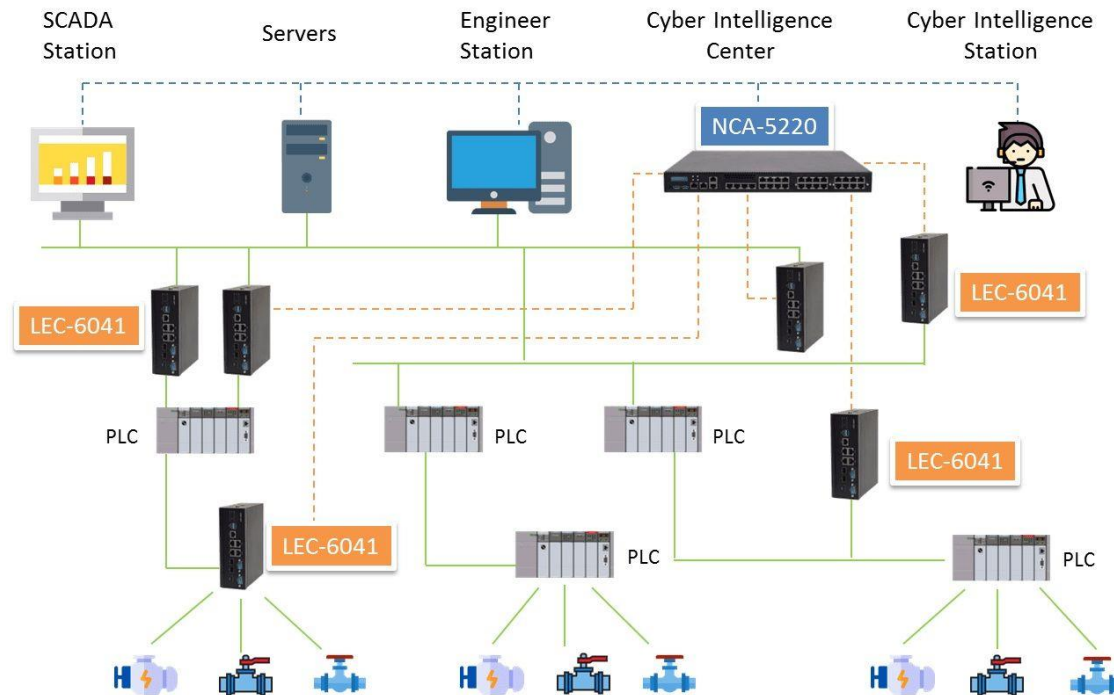 SCADA
Station
Servers
Engineer
Station
Cyber Intelligence
Center
Cyber Intelligence
Station
NCA-5220
LEC-6041
LEC-6041
PLC
PLC
PLC
LEC-6041
LEC-6041
PLC
PLC